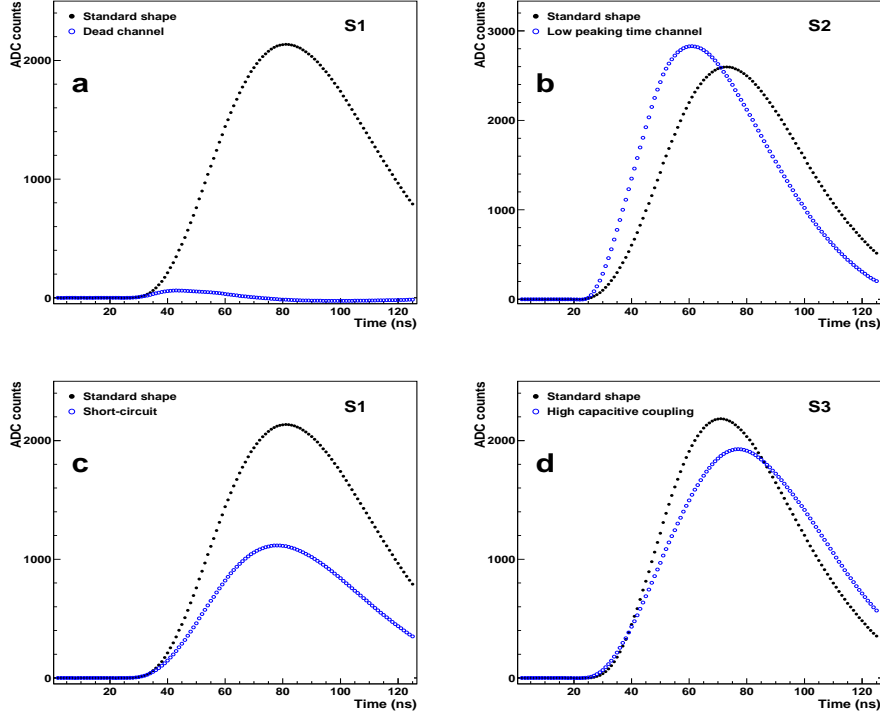 ADC counts
Standard shape
Dead channel
S1
a
2000
1000
0
20 40 60 80 100 120
Time (ns)
ADC counts
Standard shape
Low peaking time channel
S2
b
3000
2000
1000
0
20 40 60 80 100 120
Time (ns)
ADC counts
Standard shape
Short-circuit
S1
c
2000
1000
0
20 40 60 80 100 120
Time (ns)
ADC counts
Standard shape
High capacitive coupling
S3
d
2000
1000
0
20 40 60 80 100 120
Time (ns)